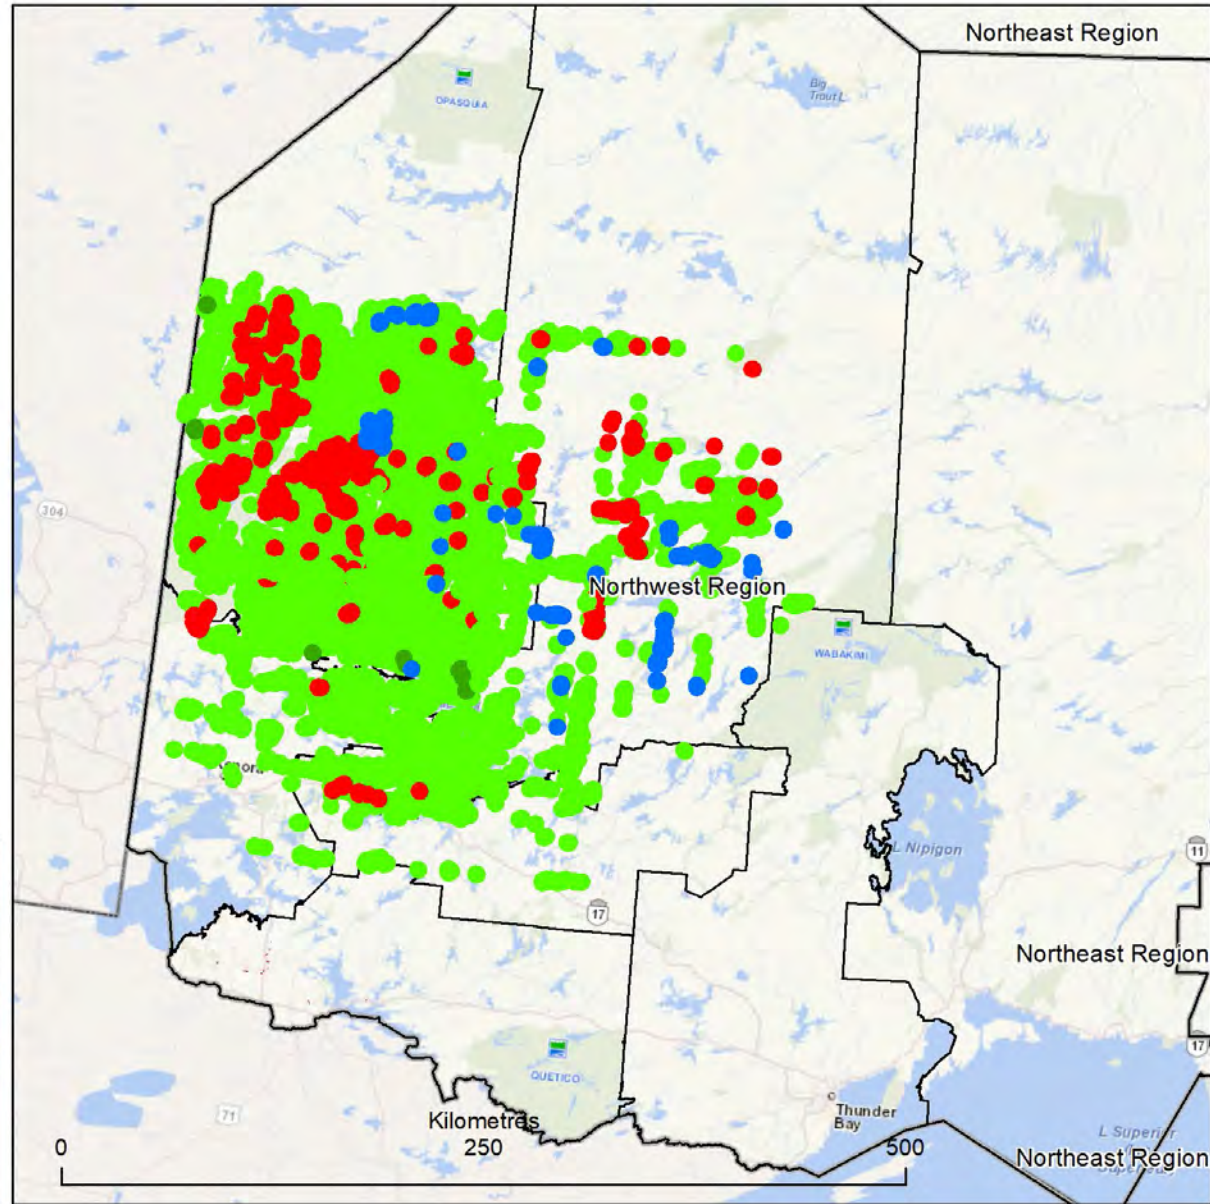 Northeast Region
OPASQUIA
Big
Trout L
304
Northwest Region
WABAKIMI
L Nipigon
11
17
Northeast Region
17
QUETICO
71
Thunder
Bay
Kilometres
0
250
500
L Superior
Northeast Region